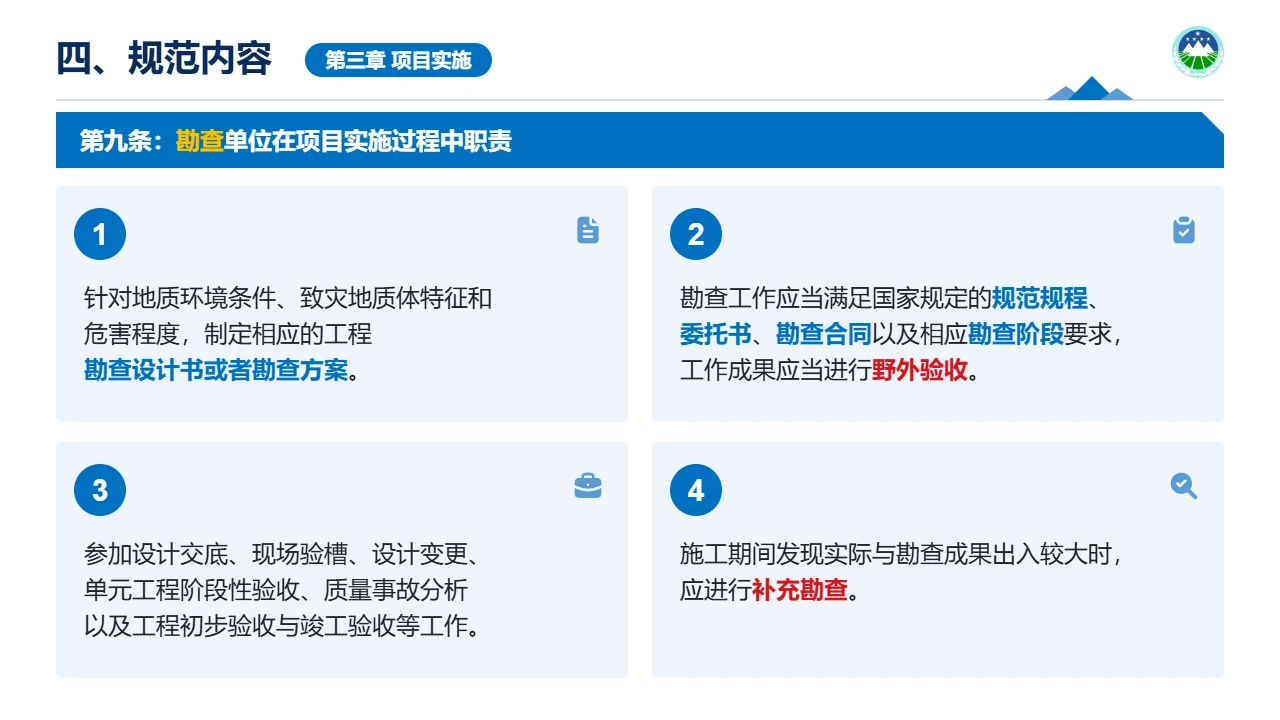 四、规范内容
第三章 项目实施
第九条：勘查单位在项目实施过程中职责
1
针对地质环境条件、致灾地质体特征和
危害程度，制定相应的工程
勘查设计书或者勘查方案。
2
勘查工作应当满足国家规定的规范规程、
委托书、勘查合同以及相应勘查阶段要求，
工作成果应当进行野外验收。
3
参加设计交底、现场验槽、设计变更、
单元工程阶段性验收、质量事故分析
以及工程初步验收与竣工验收等工作。
4
施工期间发现实际与勘查成果出入较大时，
应进行补充勘查。